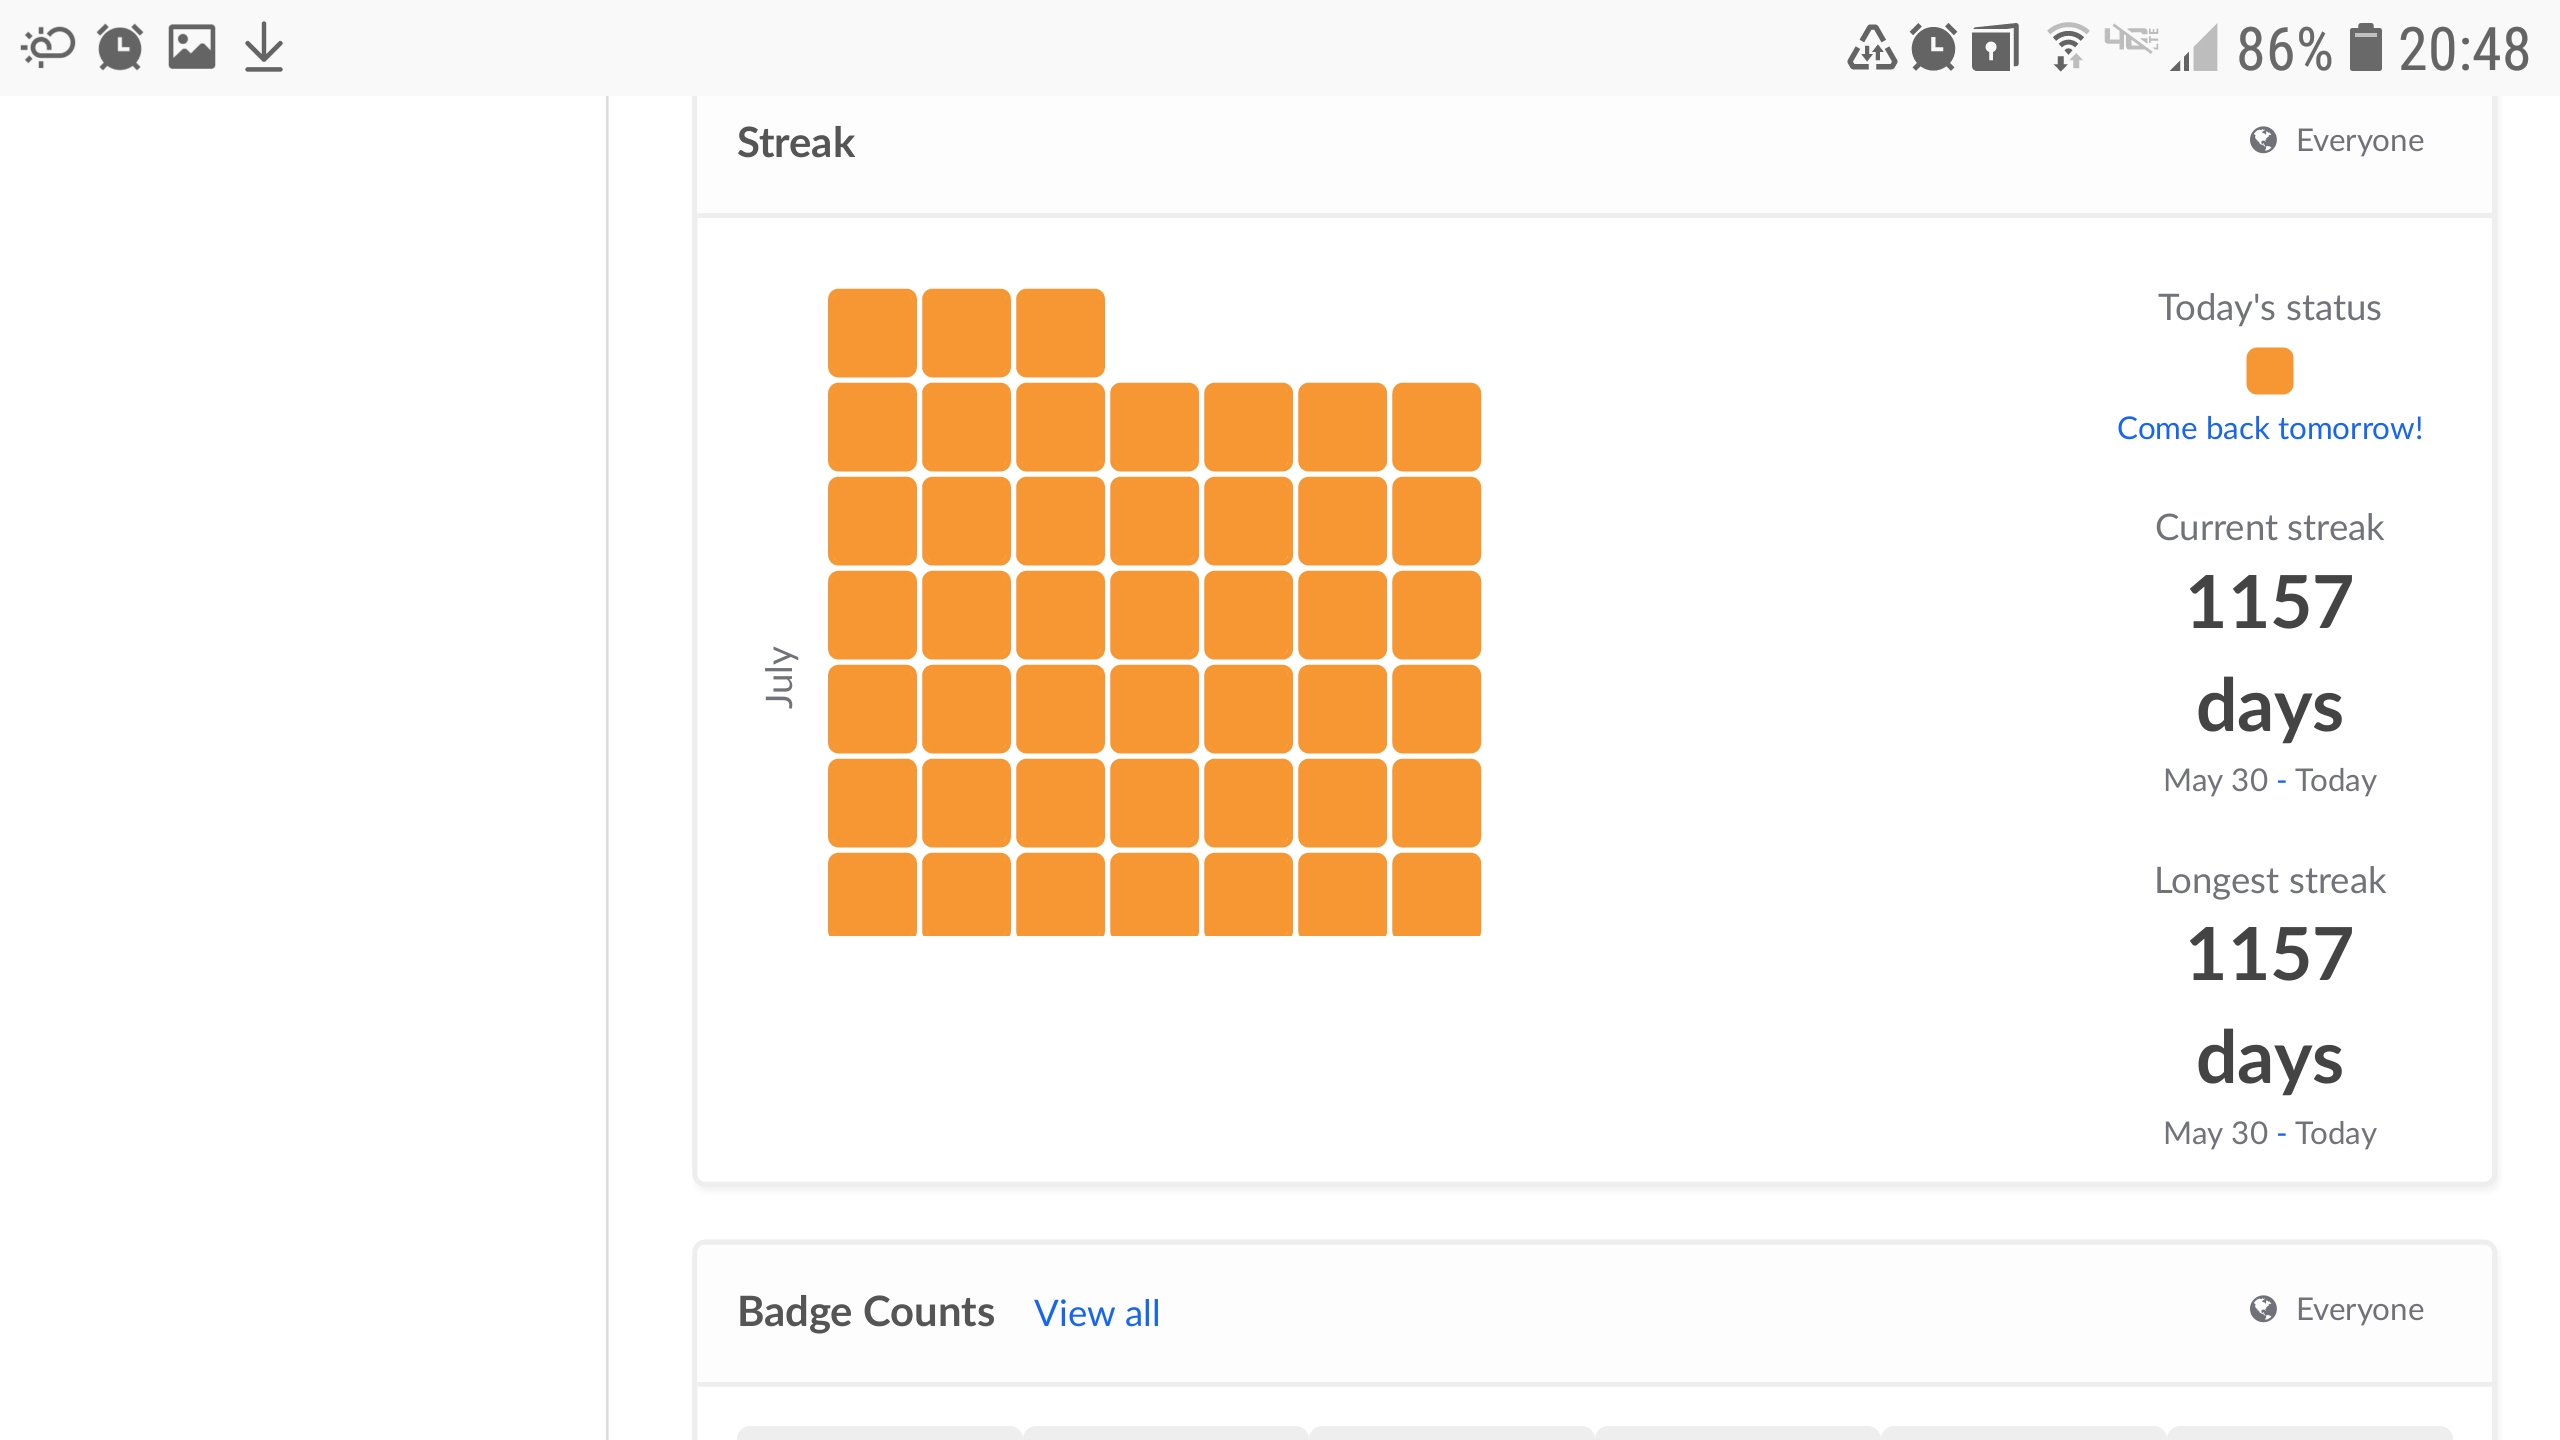 86% 20:48
Streak
Everyone
Today's status
Come back tomorrow!
Current streak
1157
days
May 30 - Today
July
Longest streak
1157
days
May 30 - Today
Badge Counts View all
Everyone